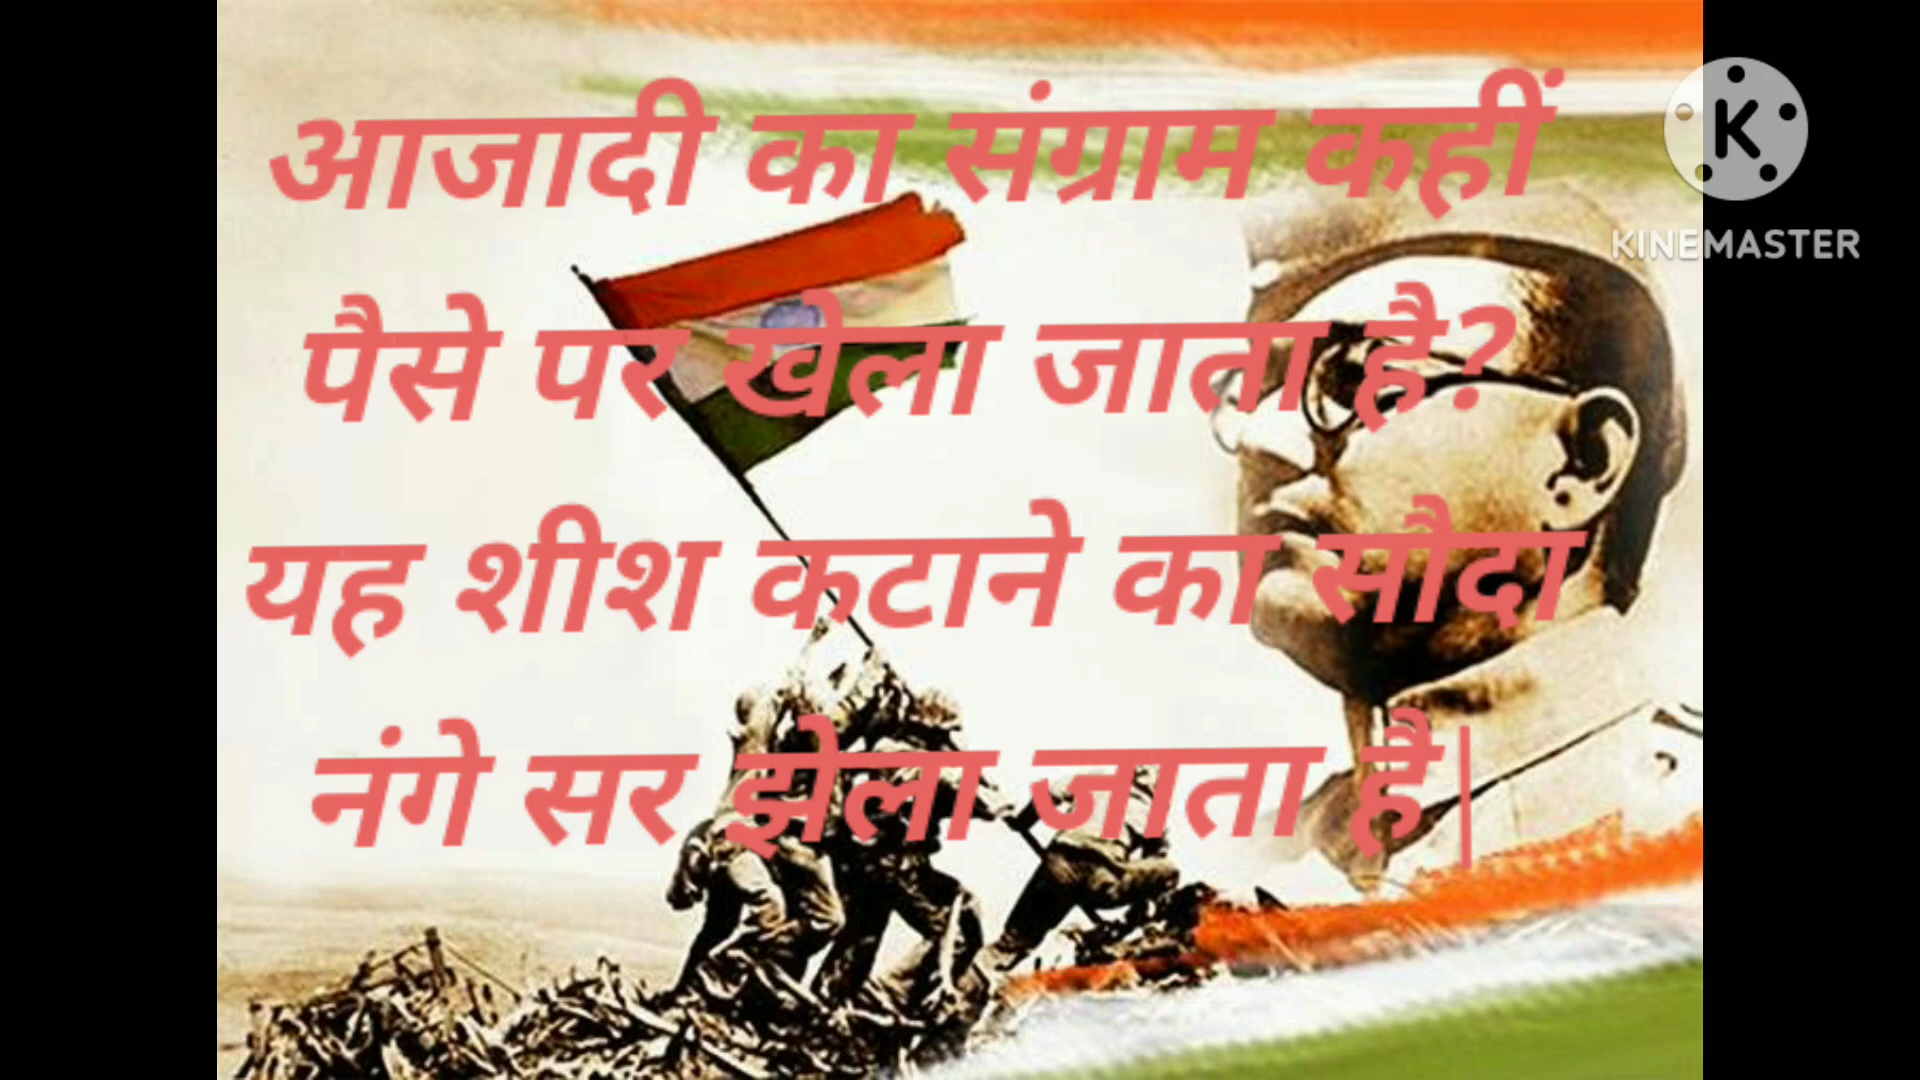 आजादी का संग्राम कहीं
पैसे पर खेला जाता है?
यह शीश कटाने का सौदा
नंगे सर झेला जाता है|
KINEMASTER